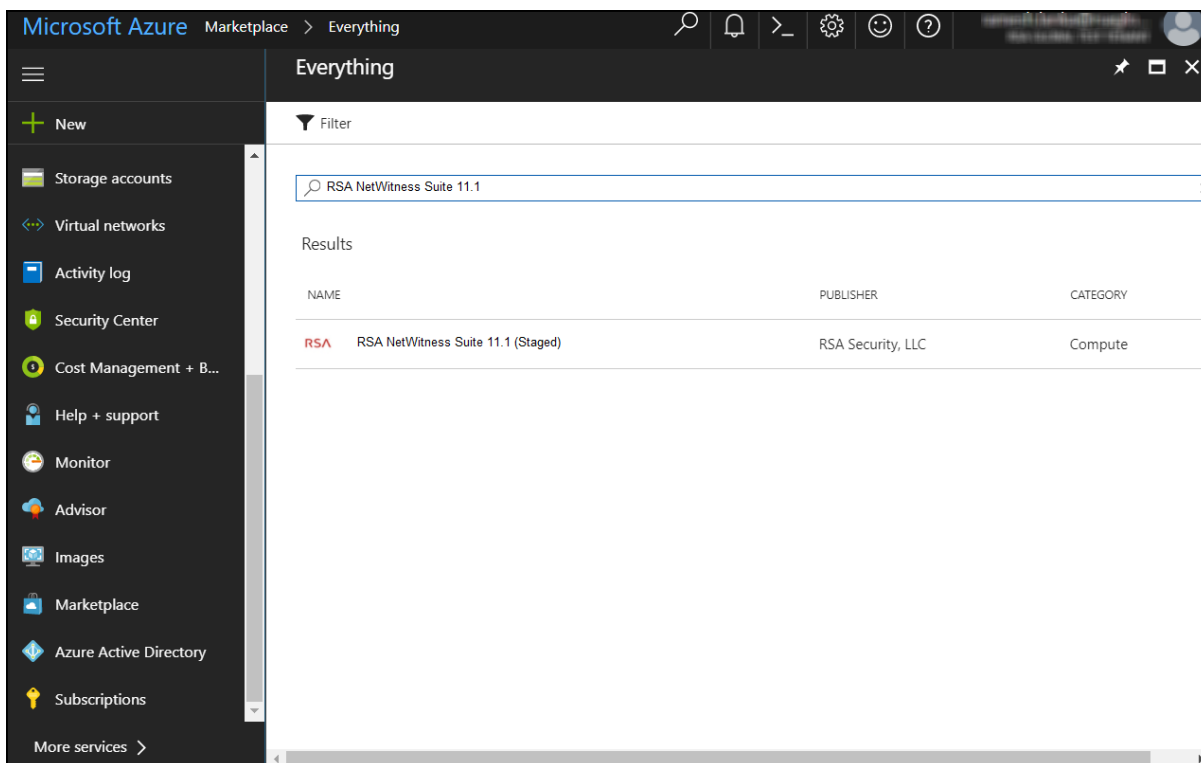 Microsoft Azure Marketplace > Everything
Everything
New
Filter
Storage accounts
Virtual networks
Activity log
Security Center
Cost Management + B...
Help + support
Monitor
Advisor
Images
Marketplace
Azure Active Directory
Subscriptions
More services >
RSA NetWitness Suite 11.1
Results
NAME PUBLISHER CATEGORY
RSA RSA NetWitness Suite 11.1 (Staged) RSA Security, LLC Compute